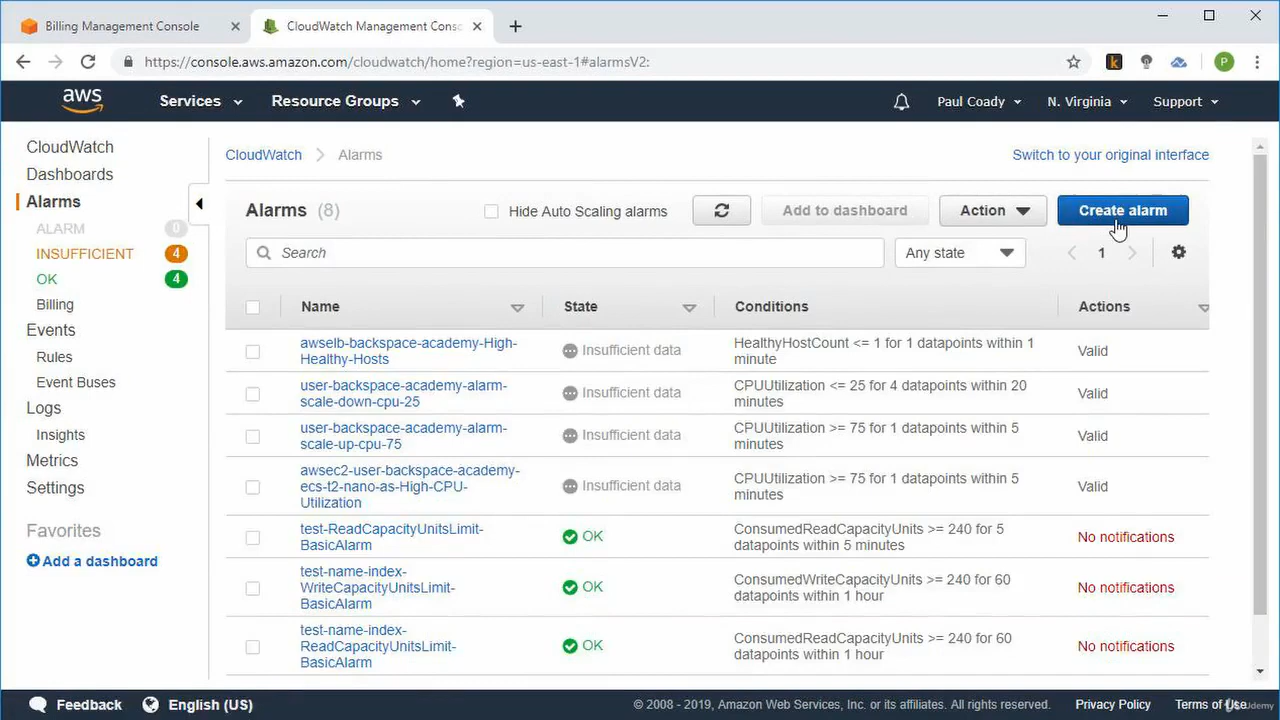 Billing Management Console
CloudWatch Management Conso
https://console.aws.amazon.com/cloudwatch/home?region=us-east-1#alarmsV2:
k
P
aws
Services
Resource Groups
Paul Coady
N. Virginia
Support
CloudWatch
Dashboards
Alarms
ALARM 0
INSUFFICIENT 4
OK 4
Billing
Events
Rules
Event Buses
Logs
Insights
Metrics
Settings
Favorites
Add a dashboard
CloudWatch
Alarms
Switch to your original interface
Alarms (8)
Hide Auto Scaling alarms
Add to dashboard
Action
Create alarm
Search
Any state
1
Name
State
Conditions
Actions
awselb-backspace-academy-High-
Healthy-Hosts
Insufficient data
HealthyHostCount <= 1 for 1 datapoints within 1
minute
Valid
user-backspace-academy-alarm-
scale-down-cpu-25
Insufficient data
CPUUtilization <= 25 for 4 datapoints within 20
minutes
Valid
user-backspace-academy-alarm-
scale-up-cpu-75
Insufficient data
CPUUtilization >= 75 for 1 datapoints within 5
minutes
Valid
awsec2-user-backspace-academy-
ecs-t2-nano-as-High-CPU-
Utilization
Insufficient data
CPUUtilization >= 75 for 1 datapoints within 5
minutes
Valid
test-ReadCapacityUnitsLimit-
BasicAlarm
OK
ConsumedReadCapacityUnits >= 240 for 5
datapoints within 5 minutes
No notifications
test-name-index-
WriteCapacityUnitsLimit-
BasicAlarm
OK
ConsumedWriteCapacityUnits >= 240 for 60
datapoints within 1 hour
No notifications
test-name-index-
ReadCapacityUnitsLimit-
BasicAlarm
OK
ConsumedReadCapacityUnits >= 240 for 60
datapoints within 1 hour
No notifications
Feedback
English (US)
© 2008 - 2019, Amazon Web Services, Inc. or its affiliates. All rights reserved.
Privacy Policy
Terms of Use
Udemy